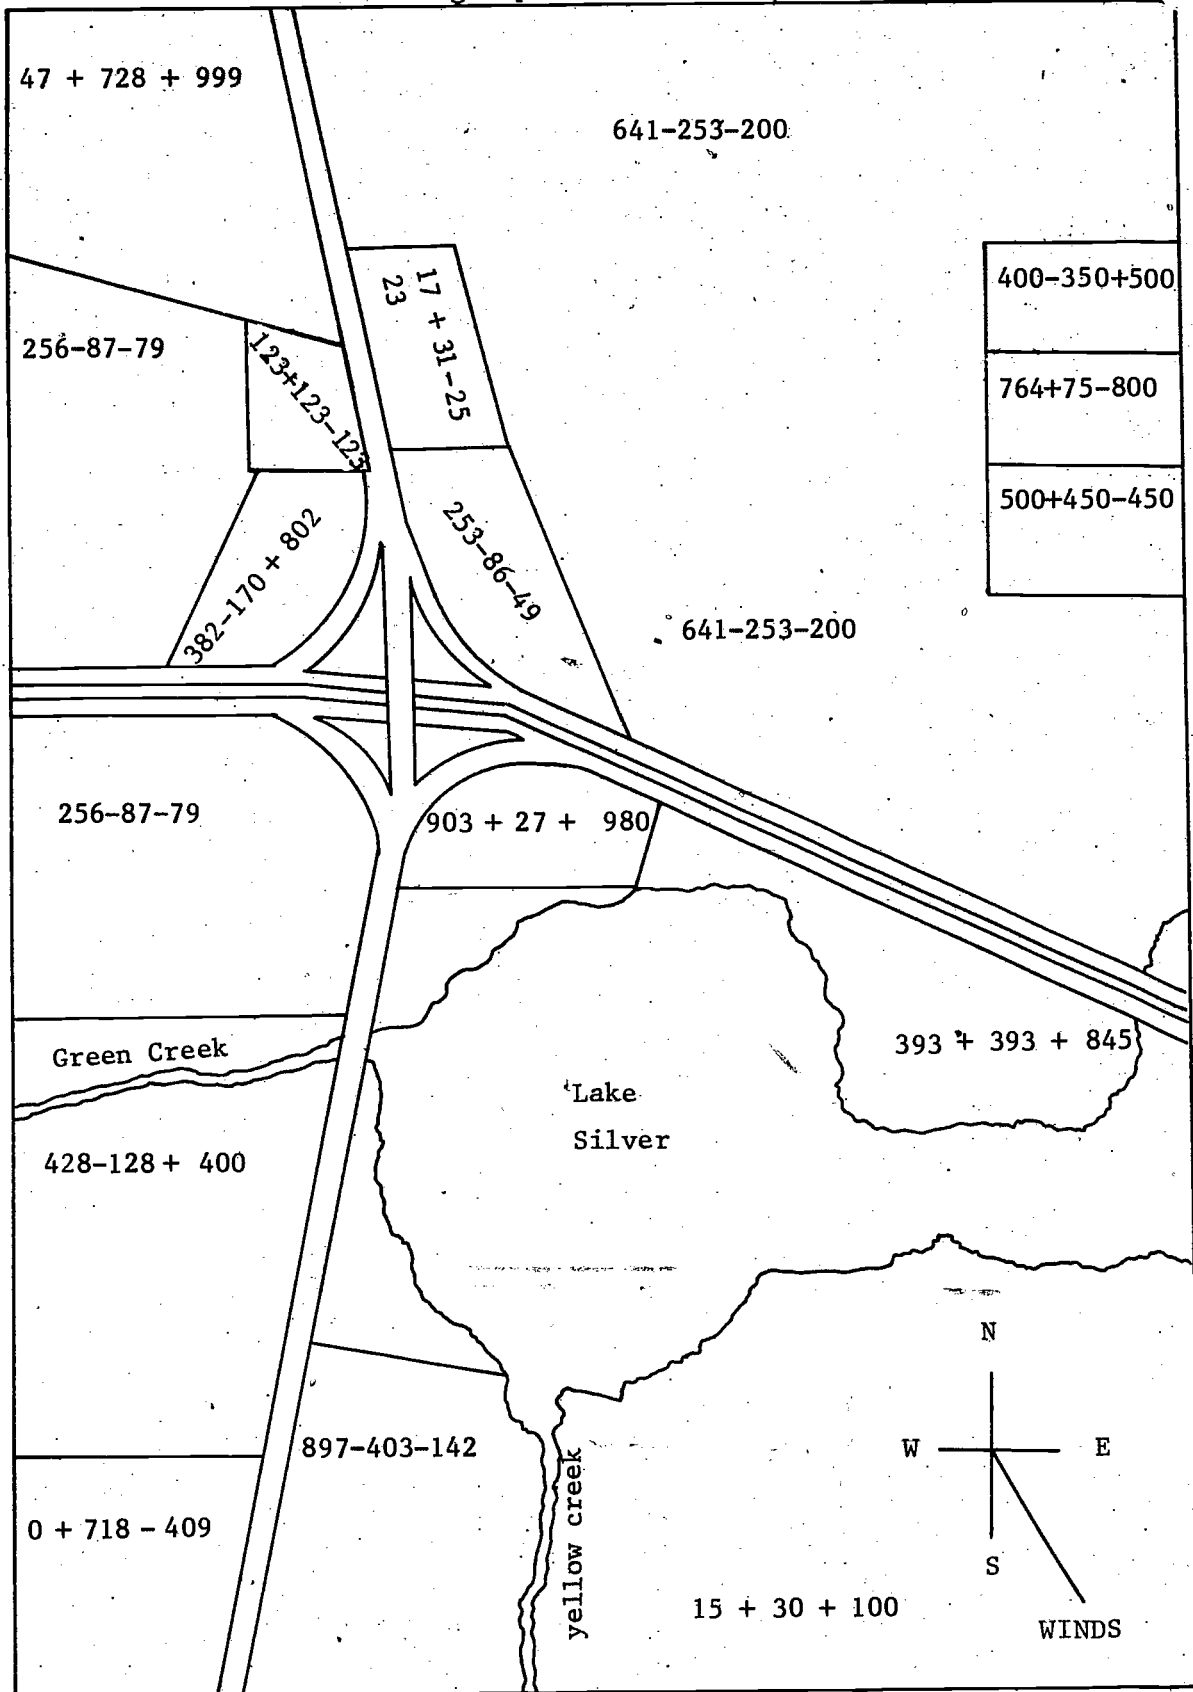 47 + 728 + 999
641-253-200
17 + 31-25
23
400-350+500
256-87-79
123+123-123
764+75-800
500+450-450
253-86-49
382-170 + 802
641-253-200
256-87-79
903 + 27 + 980
393 + 393 + 845
Green Creek
Lake
Silver
428-128 + 400
N
W E
897-403-142
yellow creek
0 + 718 - 409
S
15 + 30 + 100
WINDS